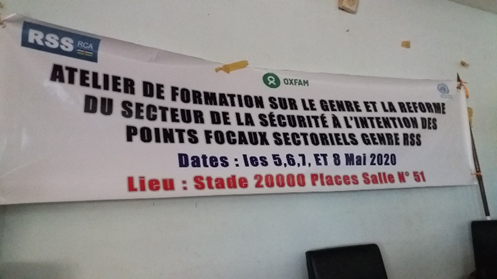 RSS RCA
OXFAM
ATELIER DE FORMATION SUR LE GENRE ET LA REFORME
DU SECTEUR DE LA SÉCURITÉ À L'INTENTION DES
POINTS FOCAUX SECTORIELS GENRE RSS
Dates : les 5,6,7, ET 8 Mai 2020
Lieu : Stade 20000 Places Salle N° 51